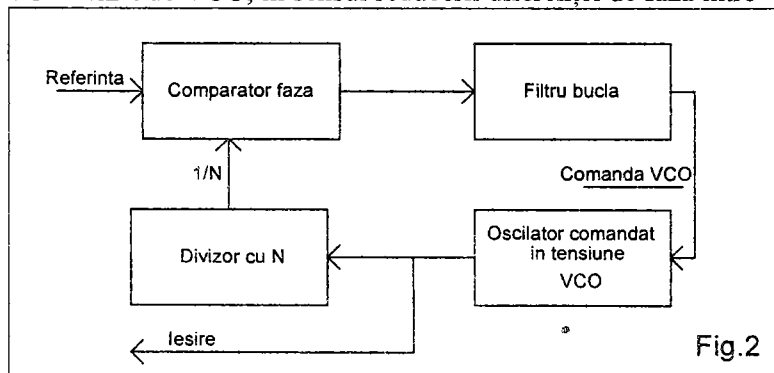 Referinta
Comparator faza
Filtru bucla
1/N
Comanda VCO
Divizor cu N
Oscilator comandat
in tensiune
VCO
Iesire
Fig.2